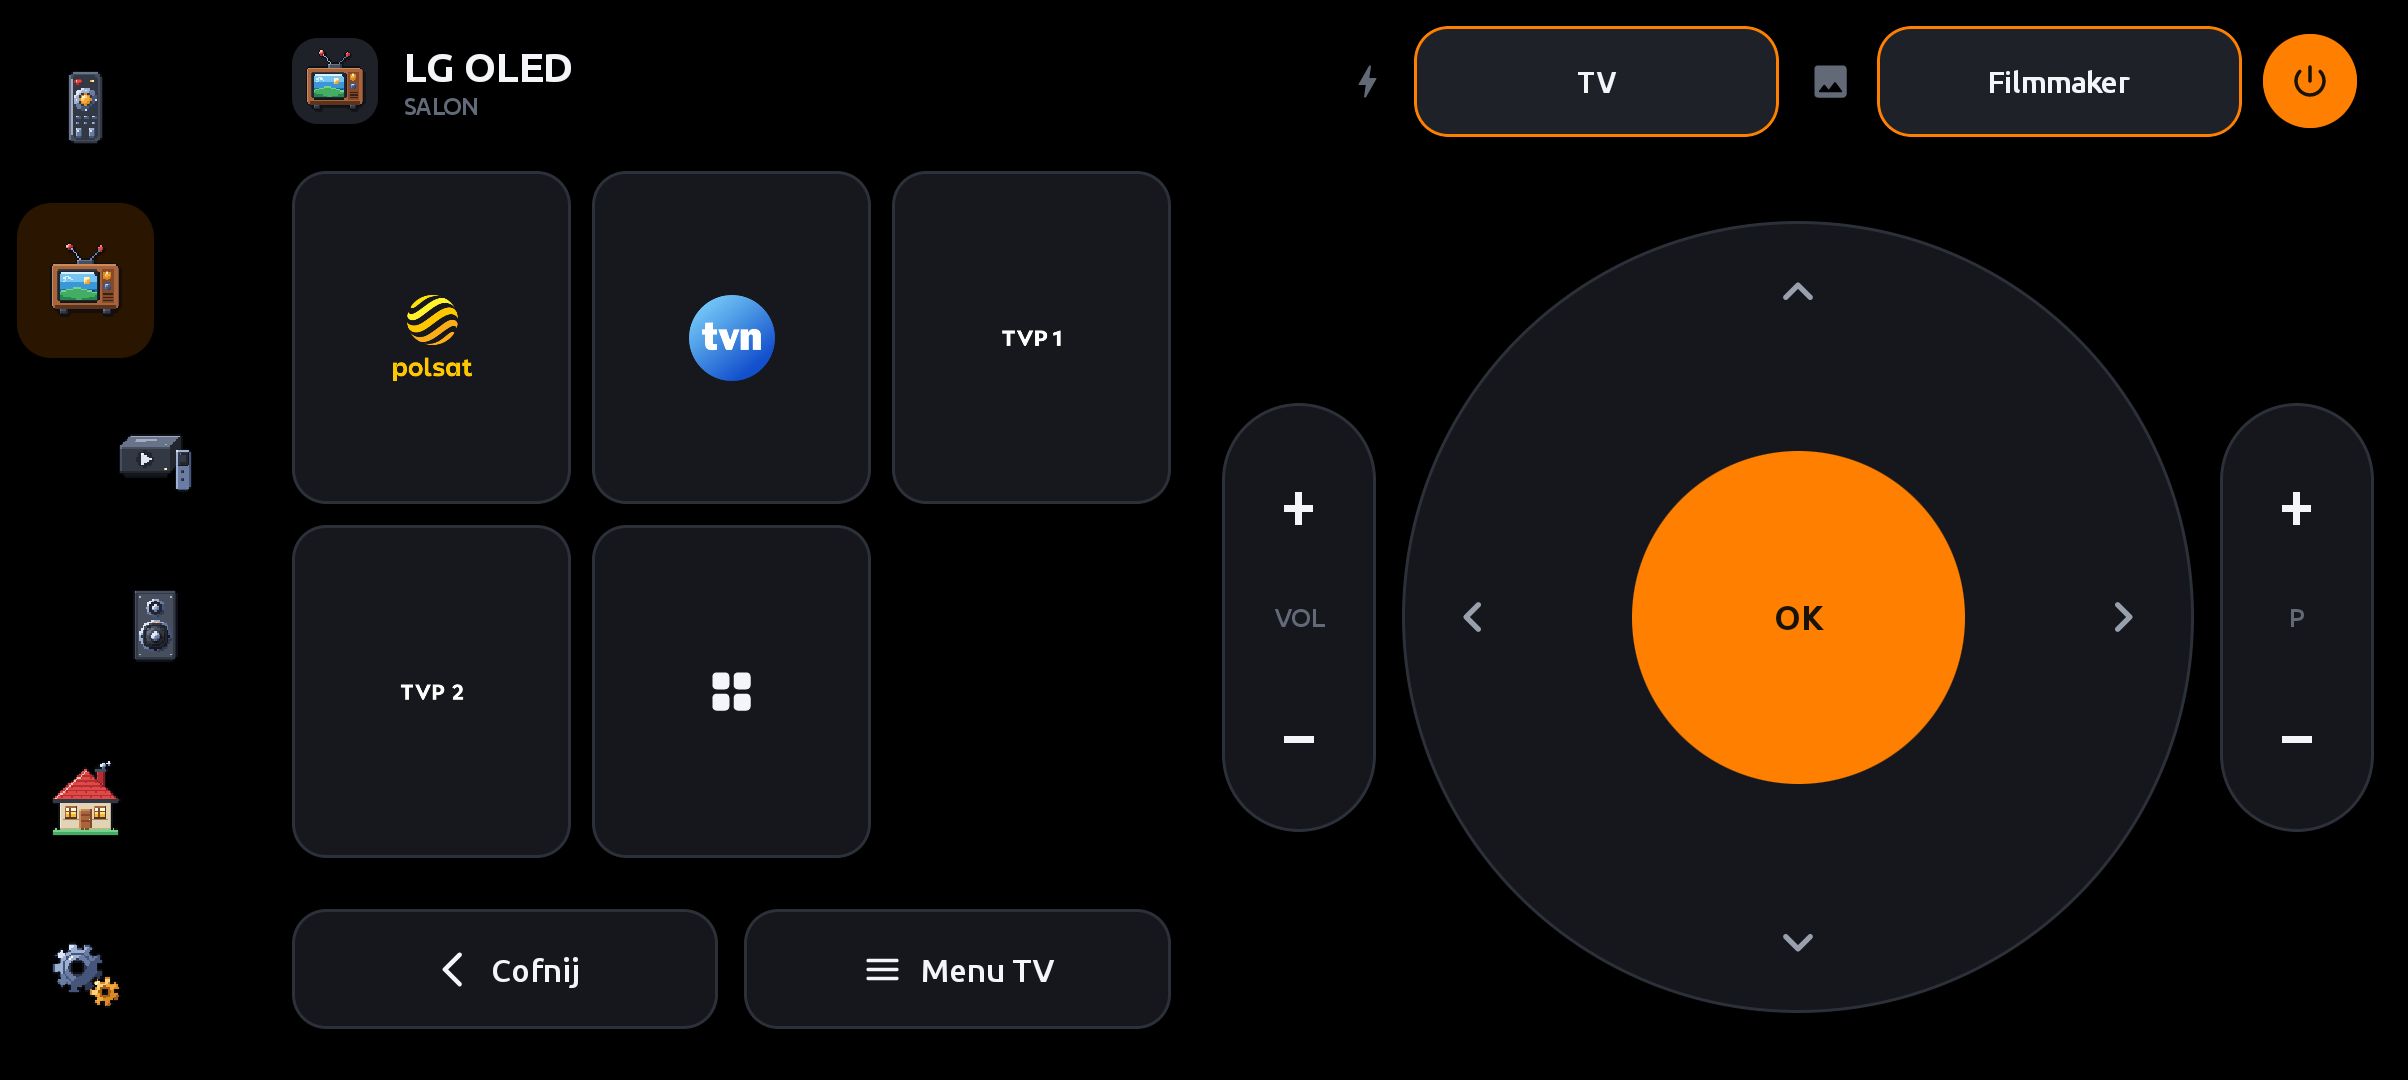 LG OLED
SALON
TV
Filmmaker
polsat
tvn
TVP 1
TVP 2
Cofnij
Menu TV
VOL
OK
P